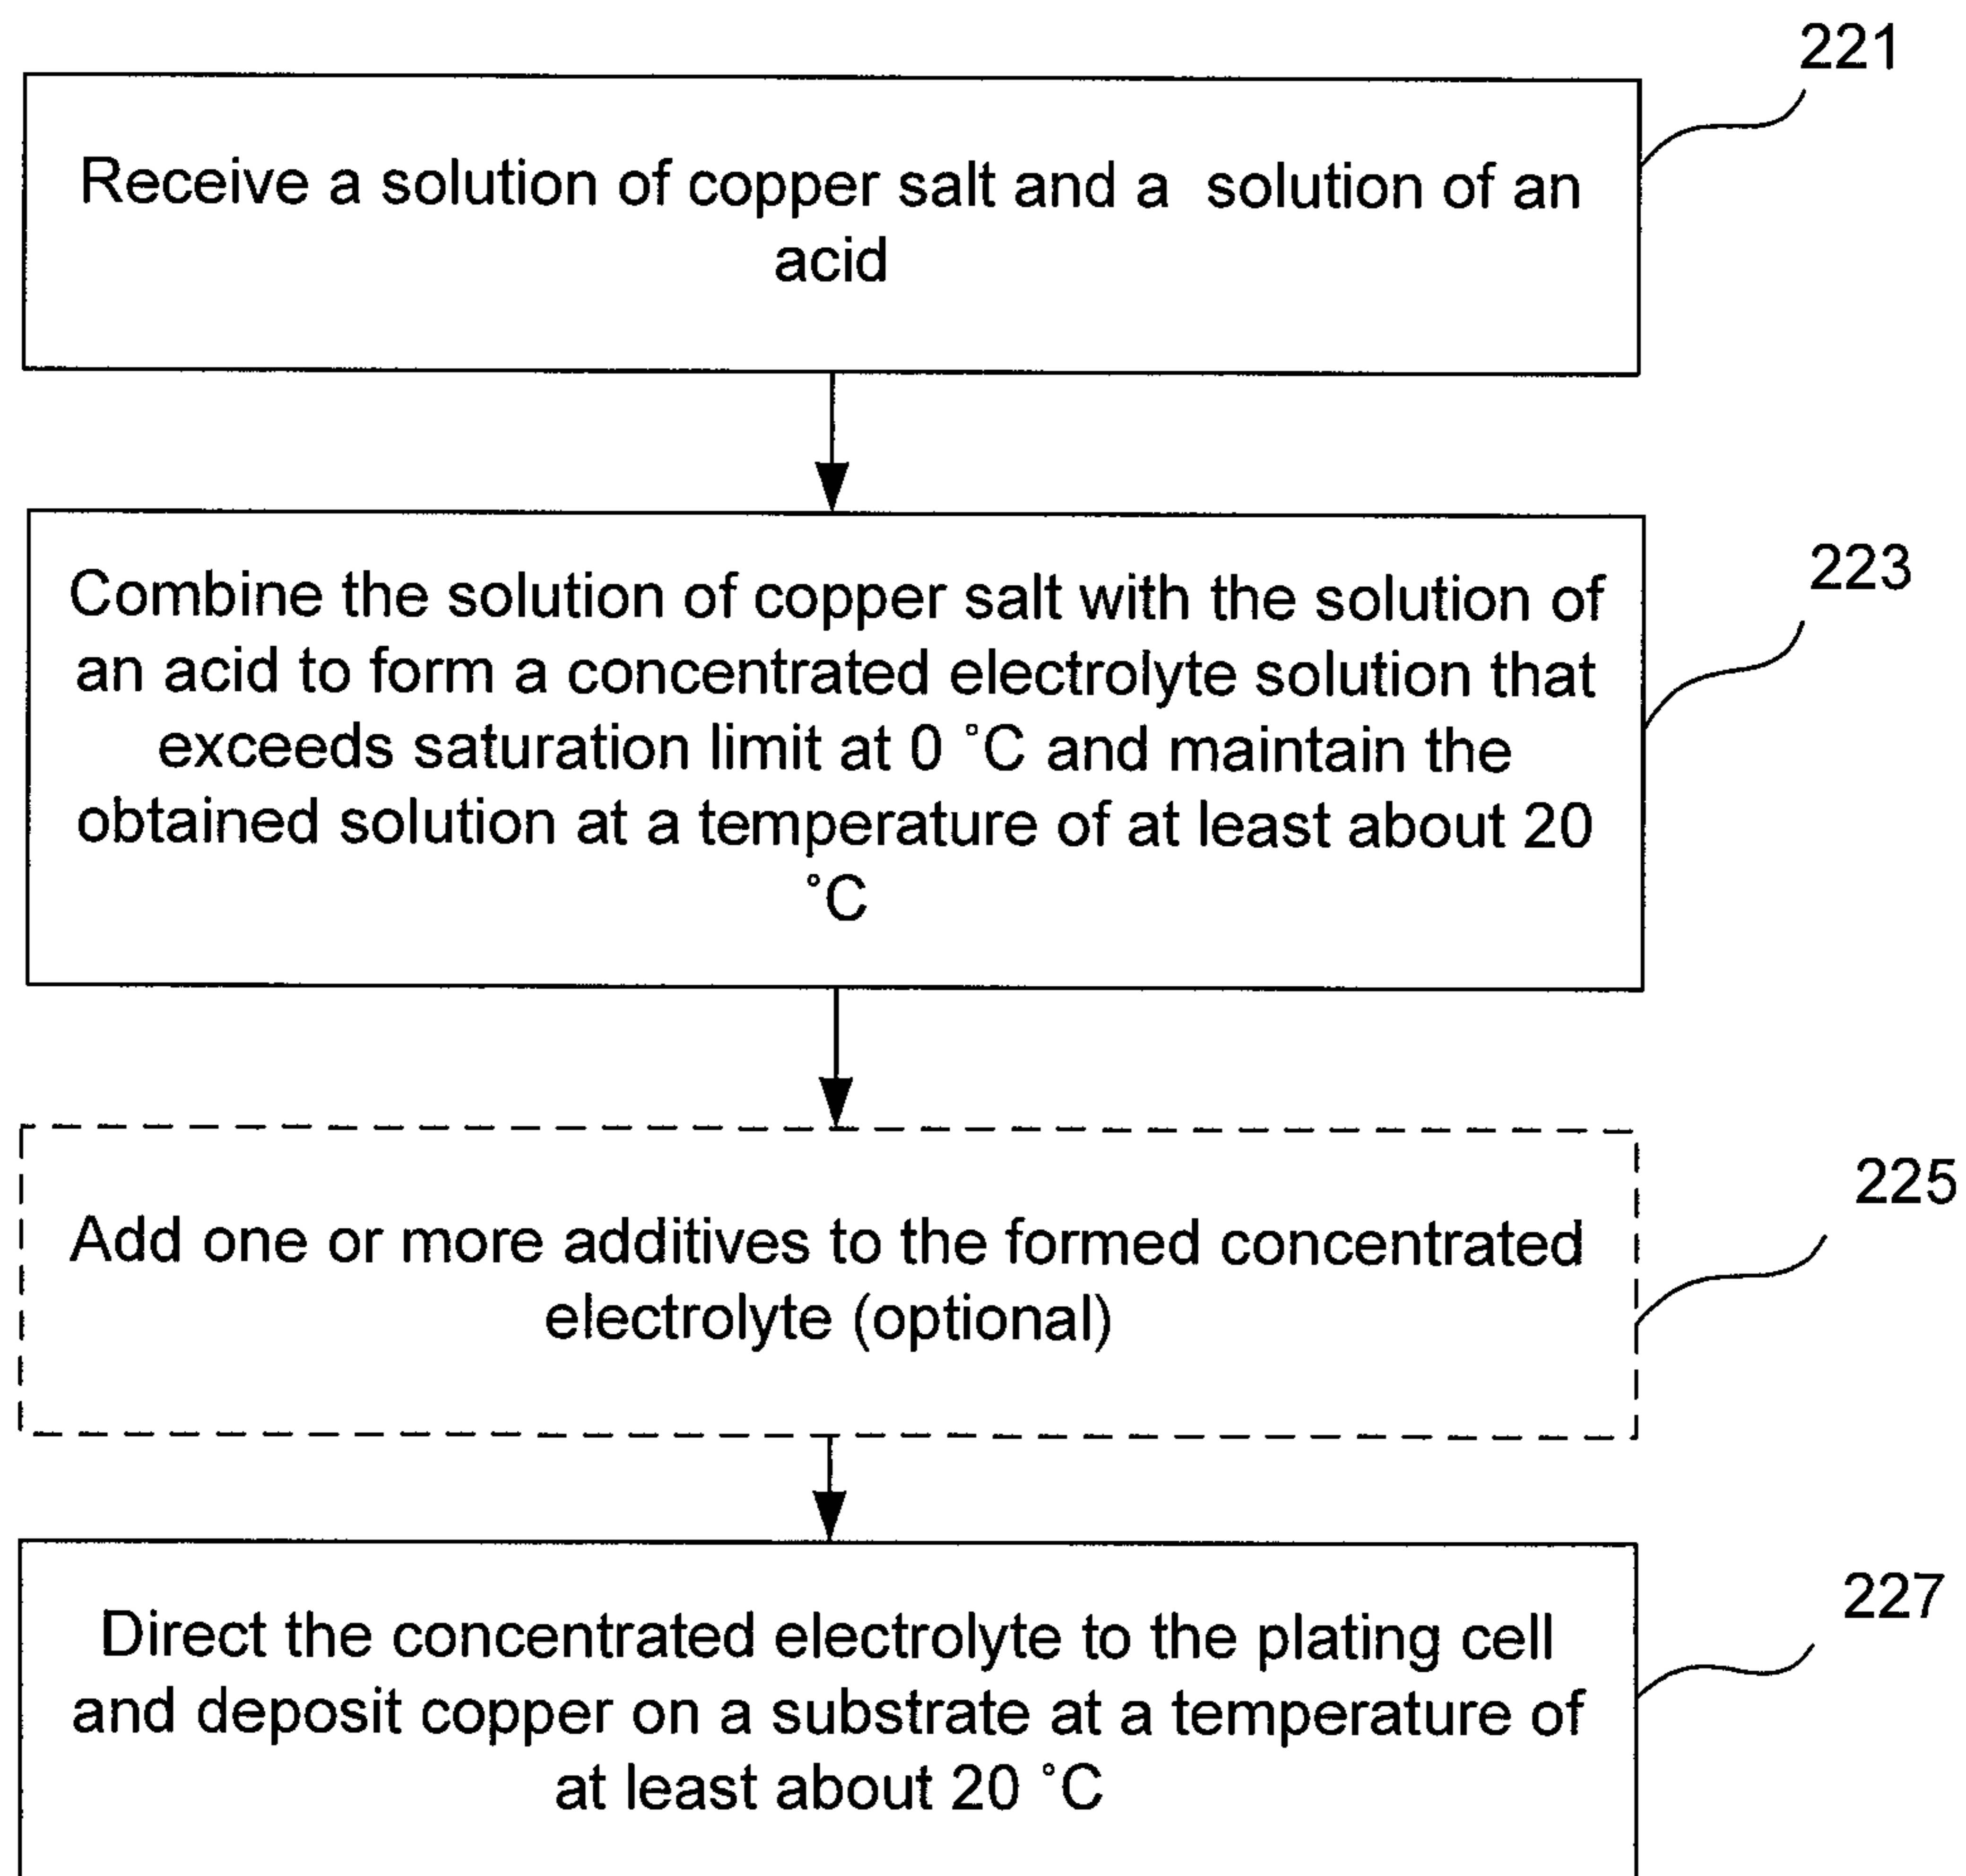 221
Receive a solution of copper salt and a solution of an
acid
223
Combine the solution of copper salt with the solution of
an acid to form a concentrated electrolyte solution that
exceeds saturation limit at 0 °C and maintain the
obtained solution at a temperature of at least about 20
°C
225
Add one or more additives to the formed concentrated
electrolyte (optional)
227
Direct the concentrated electrolyte to the plating cell
and deposit copper on a substrate at a temperature of
at least about 20 °C